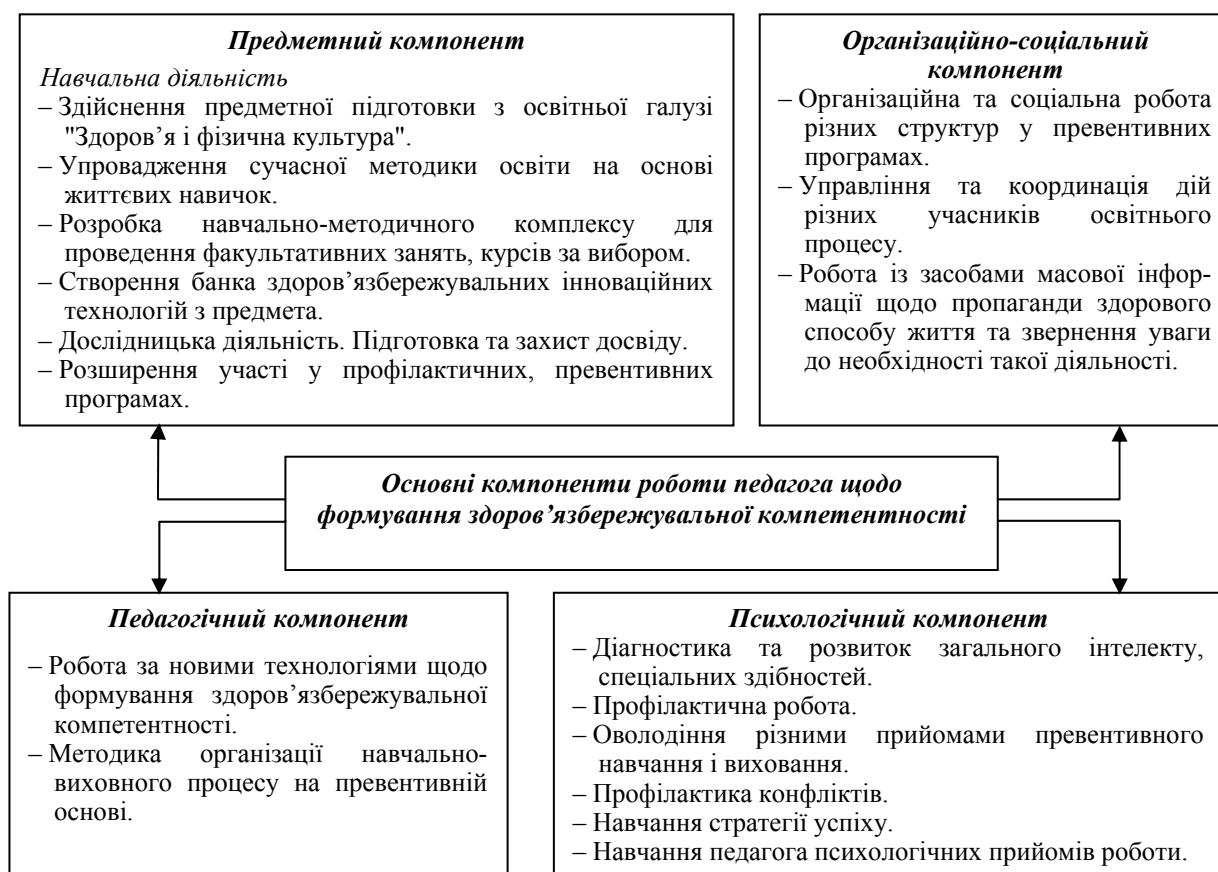 Предметний компонент
Навчальна діяльність
– Здійснення предметної підготовки з освітньої галузі
"Здоров’я і фізична культура".
– Упровадження сучасної методики освіти на основі
життєвих навичок.
– Розробка навчально-методичного комплексу для
проведення факультативних занять, курсів за вибором.
– Створення банка здоров’язбережувальних інноваційних
технологій з предмета.
– Дослідницька діяльність. Підготовка та захист досвіду.
– Розширення участі у профілактичних, превентивних
програмах.
Організаційно-соціальний
компонент
– Організаційна та соціальна робота
різних структур у превентивних
програмах.
– Управління та координація дій
різних учасників освітнього
процесу.
– Робота із засобами масової інфор-
мації щодо пропаганди здорового
способу життя та звернення уваги
до необхідності такої діяльності.
Основні компоненти роботи педагога щодо
формування здоров’язбережувальної компетентності
Педагогічний компонент
– Робота за новими технологіями щодо
формування здоров’язбережувальної
компетентності.
– Методика організації навчально-
виховного процесу на превентивній
основі.
Психологічний компонент
– Діагностика та розвиток загального інтелекту,
спеціальних здібностей.
– Профілактична робота.
– Оволодіння різними прийомами превентивного
навчання і виховання.
– Профілактика конфліктів.
– Навчання стратегії успіху.
– Навчання педагога психологічних прийомів роботи.